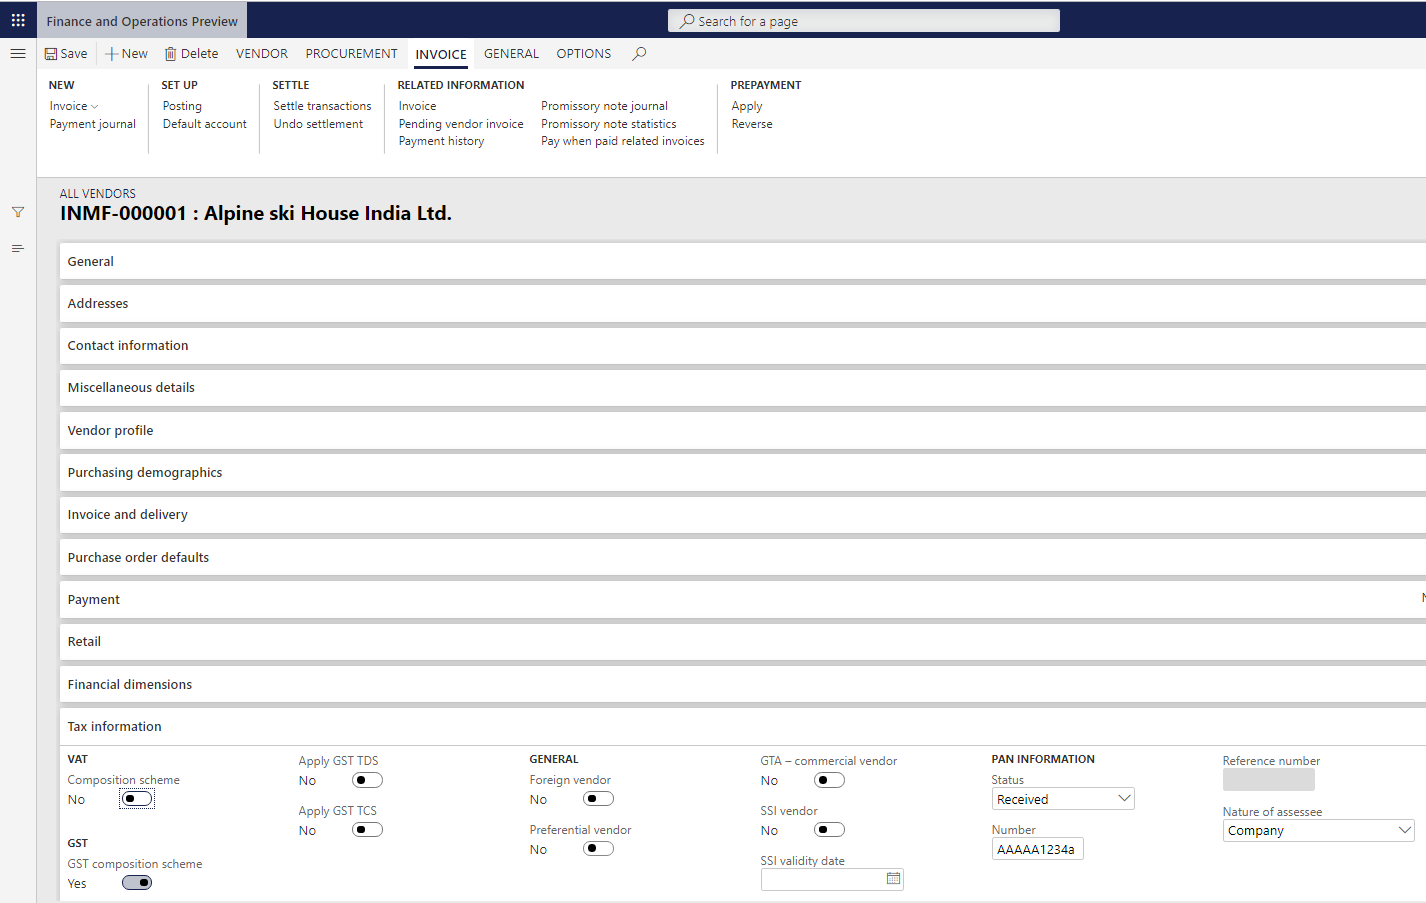 Finance and Operations Preview
Search for a page
Save New Delete VENDOR PROCUREMENT INVOICE GENERAL OPTIONS
NEW
Invoice
Payment journal
SET UP
Posting
Default account
SETTLE
Settle transactions
Undo settlement
RELATED INFORMATION
Invoice
Pending vendor invoice
Payment history
Promissory note journal
Promissory note statistics
Pay when paid related invoices
PREPAYMENT
Apply
Reverse
ALL VENDORS
INMF-000001 : Alpine ski House India Ltd.
General
Addresses
Contact information
Miscellaneous details
Vendor profile
Purchasing demographics
Invoice and delivery
Purchase order defaults
Payment
Retail
Financial dimensions
Tax information
VAT
Composition scheme
No
GST
GST composition scheme
Yes
Apply GST TDS
No
Apply GST TCS
No
GENERAL
Foreign vendor
No
Preferential vendor
No
GTA – commercial vendor
No
SSI vendor
No
SSI validity date
PAN INFORMATION
Status
Received
Number
AAAAA1234a
Reference number
Nature of assessee
Company